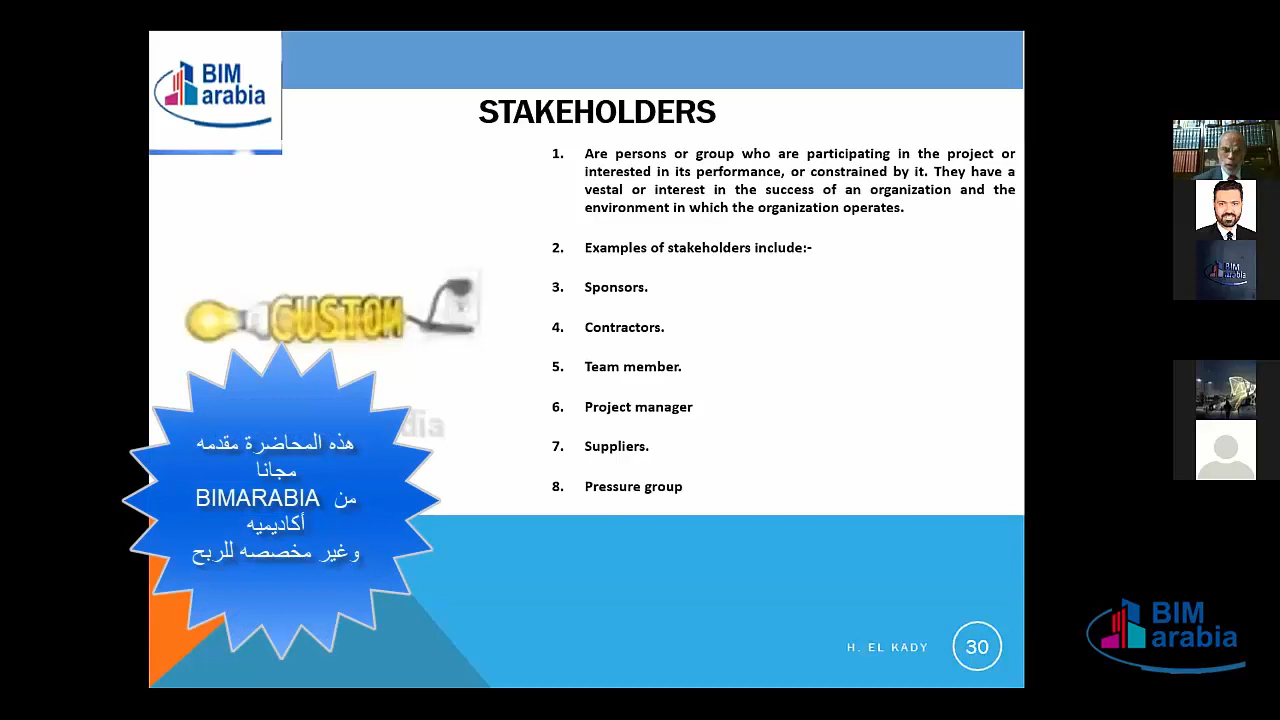 BIM
arabia
STAKEHOLDERS
1. Are persons or group who are participating in the project or
interested in its performance, or constrained by it. They have a
vestal or interest in the success of an organization and the
environment in which the organization operates.
2. Examples of stakeholders include:-
3. Sponsors.
4. Contractors.
5. Team member.
6. Project manager
7. Suppliers.
8. Pressure group
CUSTOM
dia
هذه المحاضرة مقدمه
مجانا
من BIMARABIA
أكاديميه
وغير مخصصه للربح
H. EL KADY
30
BIM
arabia
BIM
arabia